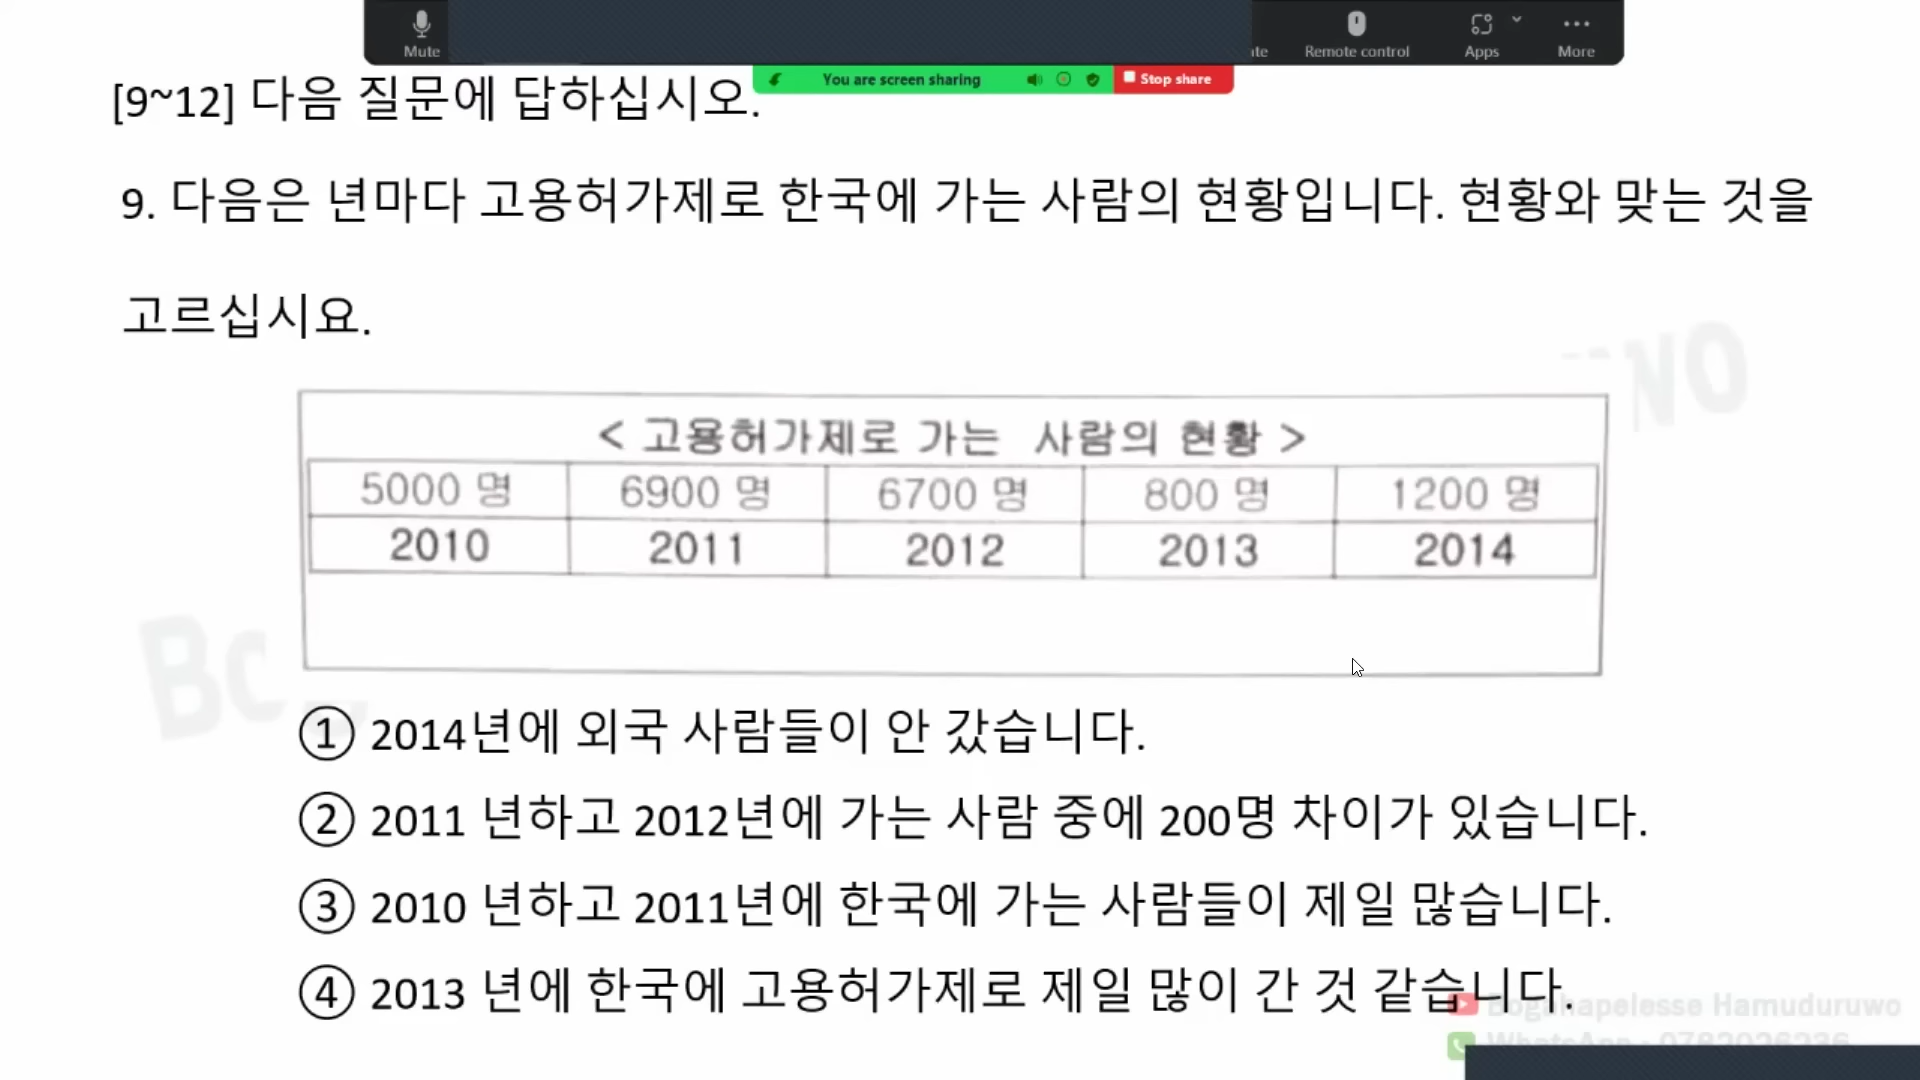 Mute
te
Remote control
Apps
More
You are screen sharing
Stop share
[9~12] 다음 질문에 답하십시오.
9. 다음은 년마다 고용허가제로 한국에 가는 사람의 현황입니다. 현황와 맞는 것을
고르십시요.
< 고용허가제로 가는 사람의 현황 >
5000 명 6900 명 6700 명 800 명 1200 명
2010 2011 2012 2013 2014
① 2014년에 외국 사람들이 안 갔습니다.
② 2011 년하고 2012년에 가는 사람 중에 200명 차이가 있습니다.
③ 2010 년하고 2011년에 한국에 가는 사람들이 제일 많습니다.
④ 2013 년에 한국에 고용허가제로 제일 많이 간 것 같습니다.
Bogahapelesse Hamuduruwo
WhatsApp - 0782026236